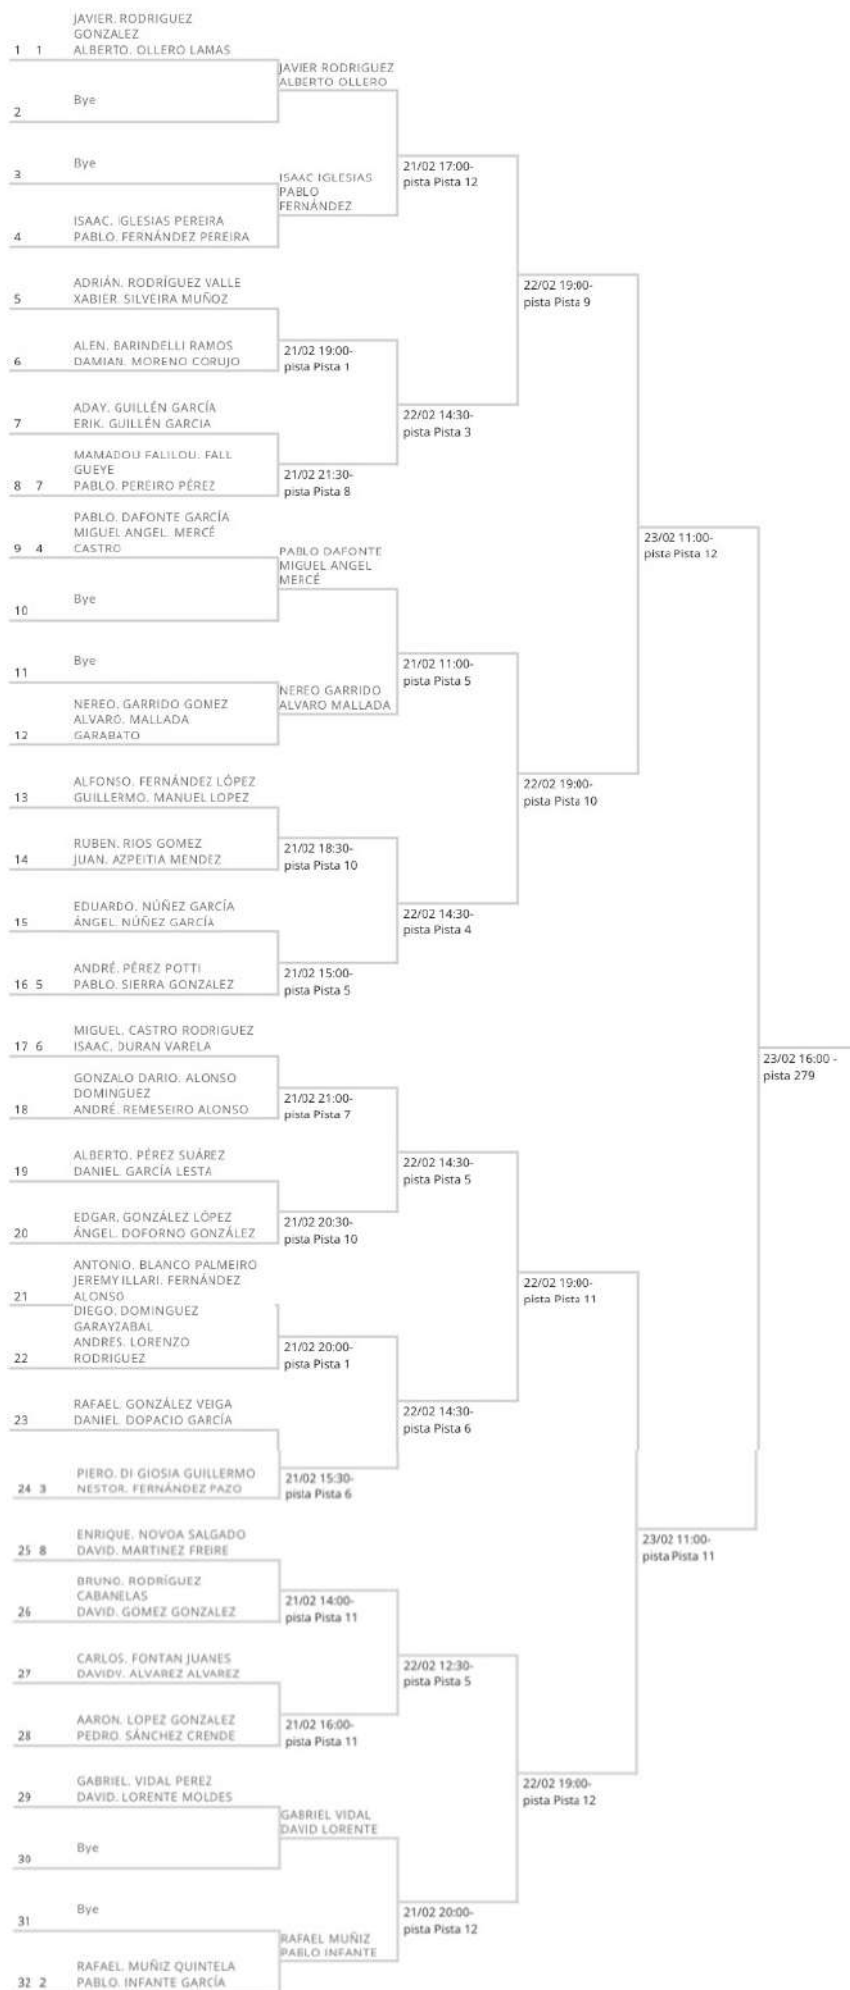 JAVIER. RODRIGUEZ
GONZALEZ
1 1 ALBERTO. OLLERO LAMAS
JAVIER RODRIGUEZ
ALBERTO OLLERO
Bye
2
21/02 17:00-
pista Pista 12
Bye
3
ISAAC IGLESIAS
PABLO
FERNÁNDEZ
ISAAC. IGLESIAS PEREIRA
4 PABLO. FERNÁNDEZ PEREIRA
22/02 19:00-
pista Pista 9
ADRIÁN. RODRÍGUEZ VALLE
5 XABIER. SILVEIRA MUÑOZ
21/02 19:00-
pista Pista 1
ALEN. BARINDELLI RAMOS
6 DAMIAN. MORENO CORUJO
22/02 14:30-
pista Pista 3
ADAY. GUILLÉN GARCÍA
7 ERIK. GUILLÉN GARCIA
21/02 21:30-
pista Pista 8
MAMADOU FALILOU. FALL
GUEYE
8 7 PABLO. PEREIRO PÉREZ
23/02 11:00-
pista Pista 12
PABLO. DAFONTE GARCÍA
MIGUEL ANGEL. MERCÉ
9 4 CASTRO
PABLO DAFONTE
MIGUEL ANGEL
MERCÉ
Bye
10
21/02 11:00-
pista Pista 5
Bye
11
NEREO GARRIDO
ALVARO MALLADA
NEREO. GARRIDO GOMEZ
ALVARO. MALLADA
12 GARABATO
22/02 19:00-
pista Pista 10
ALFONSO. FERNÁNDEZ LÓPEZ
13 GUILLERMO. MANUEL LOPEZ
21/02 18:30-
pista Pista 10
RUBEN. RIOS GOMEZ
14 JUAN. AZPEITIA MENDEZ
22/02 14:30-
pista Pista 4
EDUARDO. NÚÑEZ GARCÍA
15 ÁNGEL. NÚÑEZ GARCÍA
21/02 15:00-
pista Pista 5
ANDRÉ. PÉREZ POTTI
16 5 PABLO. SIERRA GONZALEZ
23/02 16:00 -
pista 279
MIGUEL. CASTRO RODRIGUEZ
17 6 ISAAC. DURAN VARELA
21/02 21:00-
pista Pista 7
GONZALO DARIO. ALONSO
DOMINGUEZ
18 ANDRÉ. REMESEIRO ALONSO
22/02 14:30-
pista Pista 5
ALBERTO. PÉREZ SUÁREZ
19 DANIEL. GARCÍA LESTA
21/02 20:30-
pista Pista 10
EDGAR. GONZÁLEZ LÓPEZ
20 ÁNGEL. DOFORNO GONZÁLEZ
22/02 19:00-
pista Pista 11
ANTONIO. BLANCO PALMEIRO
JEREMY ILLARI. FERNÁNDEZ
21 ALONSO
DIEGO. DOMINGUEZ
GARAYZABAL
ANDRES. LORENZO
22 RODRIGUEZ
21/02 20:00-
pista Pista 1
22/02 14:30-
pista Pista 6
RAFAEL. GONZÁLEZ VEIGA
23 DANIEL. DOPACIO GARCÍA
21/02 15:30-
pista Pista 6
PIERO. DI GIOSIA GUILLERMO
24 3 NESTOR. FERNÁNDEZ PAZO
23/02 11:00-
pista Pista 11
ENRIQUE. NOVOA SALGADO
25 8 DAVID. MARTINEZ FREIRE
21/02 14:00-
pista Pista 11
BRUNO. RODRÍGUEZ
CABANELAS
26 DAVID. GOMEZ GONZALEZ
22/02 12:30-
pista Pista 5
CARLOS. FONTAN JUANES
27 DAVIDV. ALVAREZ ALVAREZ
21/02 16:00-
pista Pista 11
AARON. LOPEZ GONZALEZ
28 PEDRO. SÁNCHEZ CRENDE
22/02 19:00-
pista Pista 12
GABRIEL. VIDAL PEREZ
29 DAVID. LORENTE MOLDES
GABRIEL VIDAL
DAVID LORENTE
Bye
30
21/02 20:00-
pista Pista 12
Bye
31
RAFAEL MUÑIZ
PABLO INFANTE
RAFAEL. MUÑIZ QUINTELA
32 2 PABLO. INFANTE GARCÍA